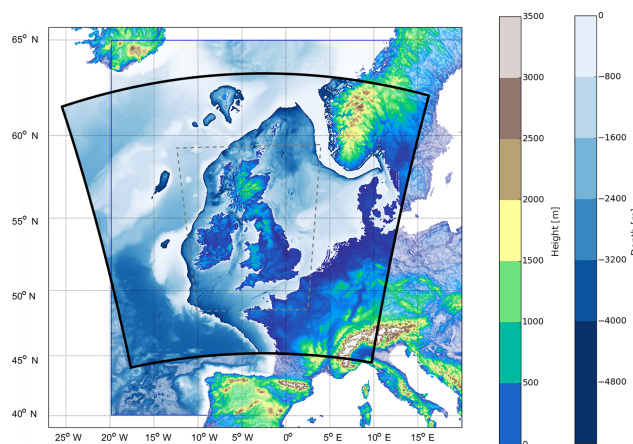 65° N
60° N
55° N
50° N
45° N
40° N
25° W
20° W
15° W
10° W
5° W
0° E
5° E
10° E
15° E
3500
3000
2500
2000
1500
1000
500
0
Height [m]
0
−800
−1600
−2400
−3200
−4000
−4800